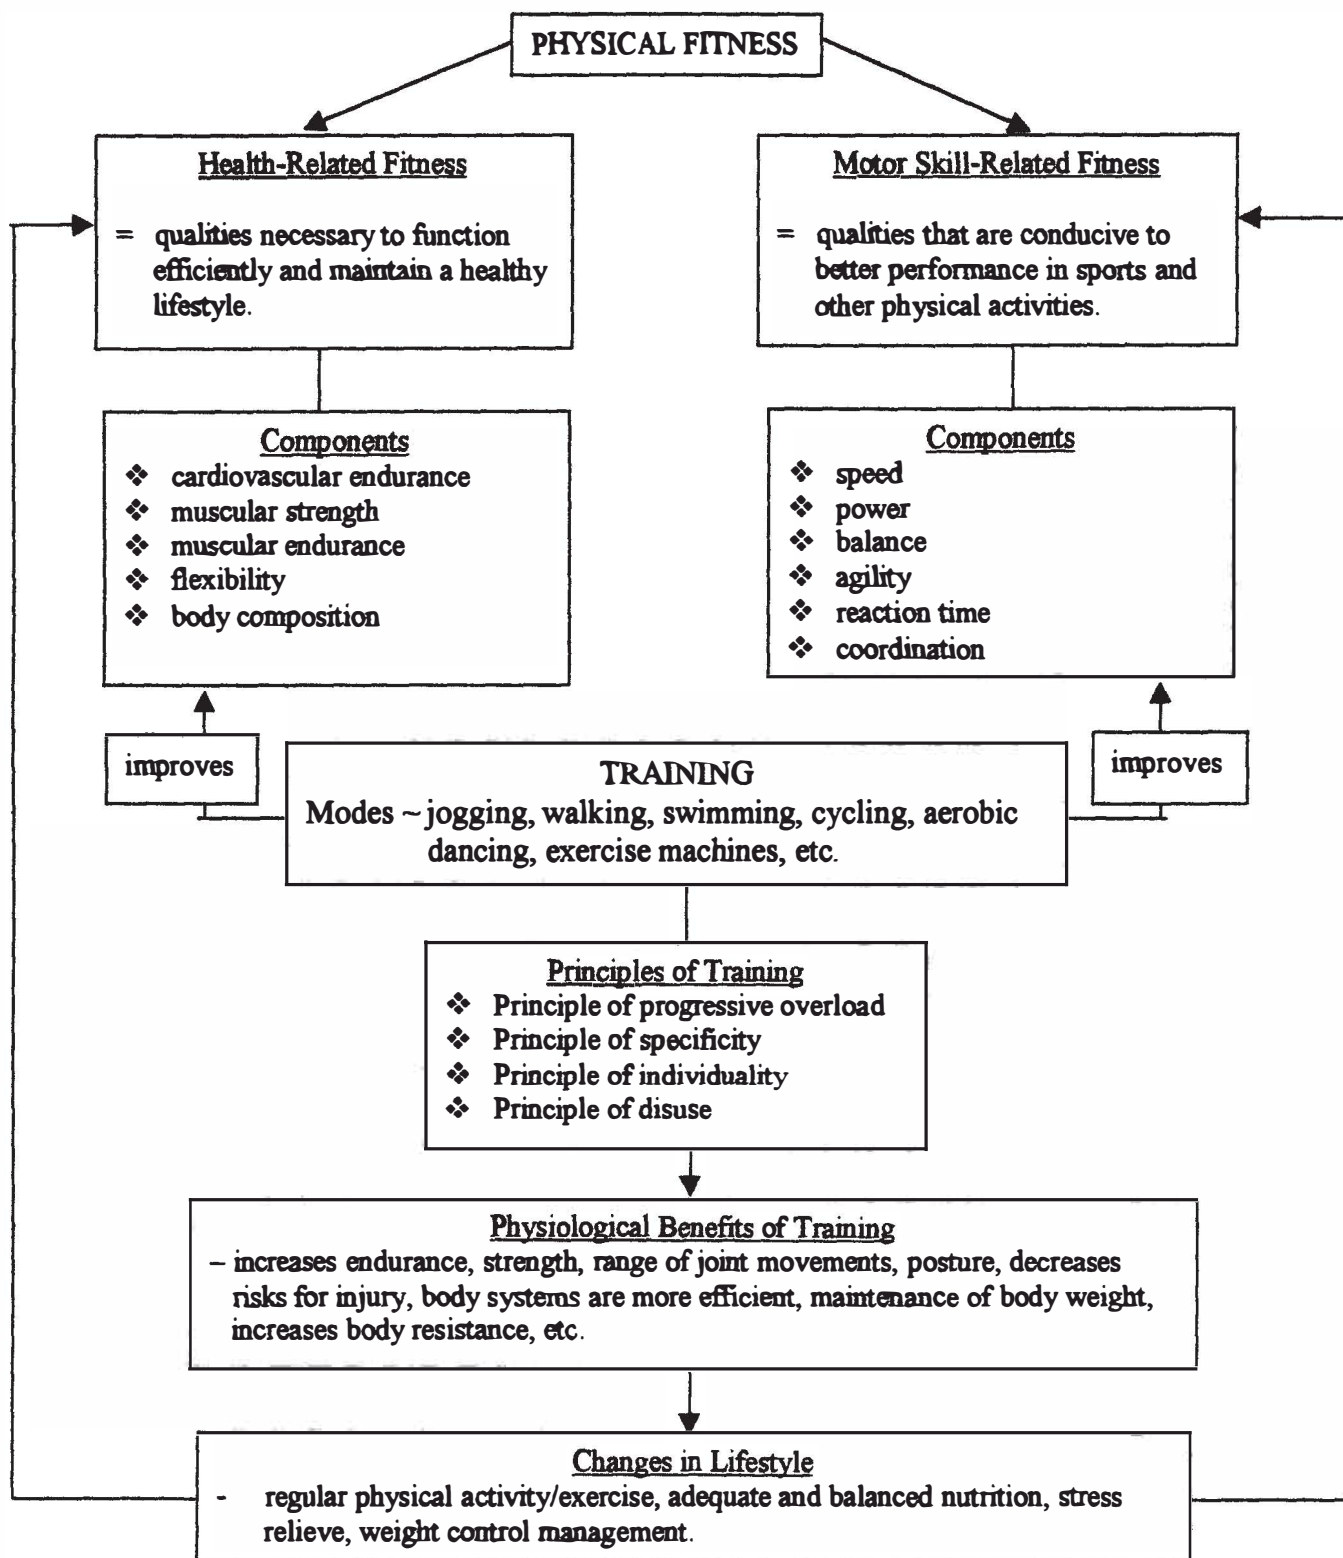 PHYSICAL FITNESS
Health-Related Fitness
= qualities necessary to function
efficiently and maintain a healthy
lifestyle.
Motor Skill-Related Fitness
= qualities that are conducive to
better performance in sports and
other physical activities.
Components
❖ cardiovascular endurance
❖ muscular strength
❖ muscular endurance
❖ flexibility
❖ body composition
Components
❖ speed
❖ power
❖ balance
❖ agility
❖ reaction time
❖ coordination
improves
TRAINING
Modes ~ jogging, walking, swimming, cycling, aerobic
dancing, exercise machines, etc.
improves
Principles of Training
❖ Principle of progressive overload
❖ Principle of specificity
❖ Principle of individuality
❖ Principle of disuse
Physiological Benefits of Training
– increases endurance, strength, range of joint movements, posture, decreases
risks for injury, body systems are more efficient, maintenance of body weight,
increases body resistance, etc.
Changes in Lifestyle
- regular physical activity/exercise, adequate and balanced nutrition, stress
relieve, weight control management.